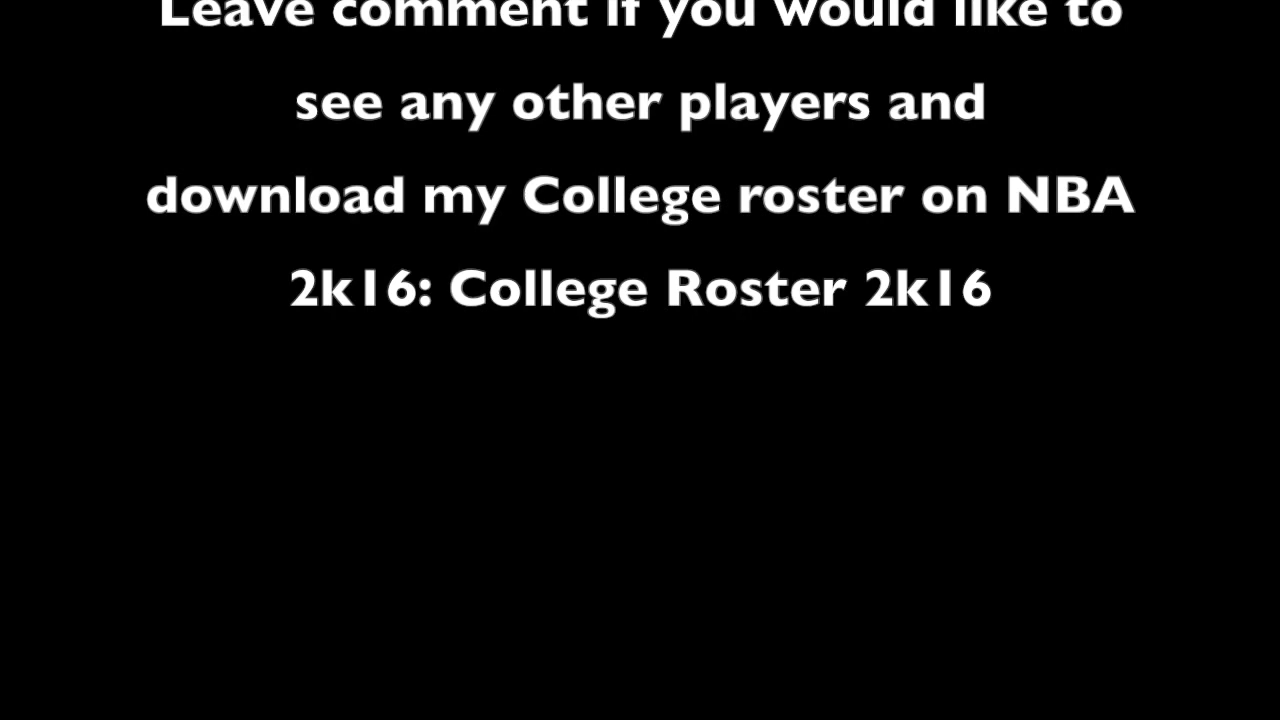 Leave comment if you would like to
see any other players and
download my College roster on NBA
2k16: College Roster 2k16